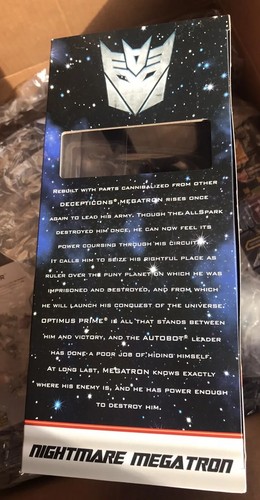 REBUILT WITH PARTS CANNIBALIZED FROM OTHER
DECEPTICONS®, MEGATRON RISES ONCE
AGAIN TO LEAD HIS ARMY. THOUGH THE ALLSPARK
DESTROYED HIM ONCE, HE CAN NOW FEEL ITS
POWER COURSING THROUGH HIS CIRCUITS.
IT CALLS HIM TO SEIZE HIS RIGHTFUL PLACE AS
RULER OVER THE PUNY PLANET ON WHICH HE WAS
IMPRISONED AND DESTROYED, AND FROM WHICH
HE WILL LAUNCH HIS CONQUEST OF THE UNIVERSE.
OPTIMUS PRIME® IS ALL THAT STANDS BETWEEN
HIM AND VICTORY, AND THE AUTOBOT® LEADER
HAS DONE A POOR JOB OF HIDING HIMSELF.
AT LONG LAST, MEGATRON KNOWS EXACTLY
WHERE HIS ENEMY IS, AND HE HAS POWER ENOUGH
TO DESTROY HIM.
NIGHTMARE MEGATRON